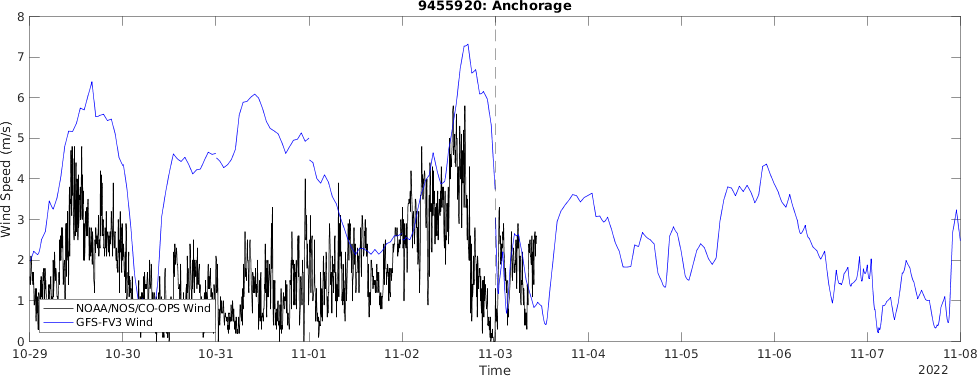 9455920: Anchorage
8
7
6
5
4
3
2
1
0
Wind Speed (m/s)
NOAA/NOS/CO-OPS Wind
GFS-FV3 Wind
10-29 10-30 10-31 11-01 11-02 11-03 11-04 11-05 11-06 11-07 11-08
Time
2022